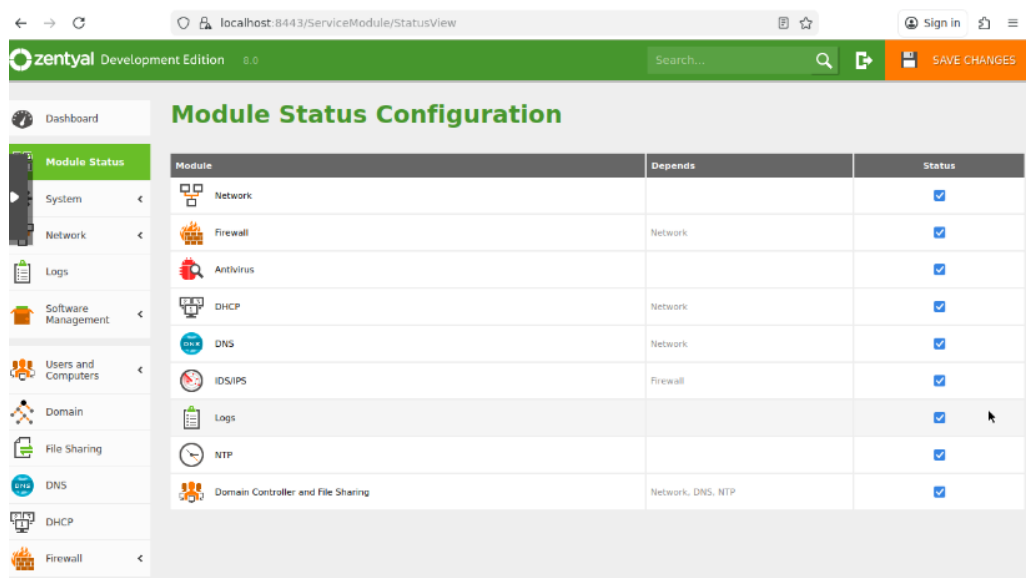 localhost:8443/ServiceModule/StatusView
Sign in
zentyal Development Edition 8.0
Search...
SAVE CHANGES
Dashboard
Module Status
System
Network
Logs
Software
Management
Users and
Computers
Domain
File Sharing
DNS
DNS
DHCP
Firewall
Module Status Configuration
Module Depends Status
Network
Firewall Network
Antivirus
DHCP Network
DNS
DNS Network
IDS/IPS Firewall
Logs
NTP
Domain Controller and File Sharing Network, DNS, NTP